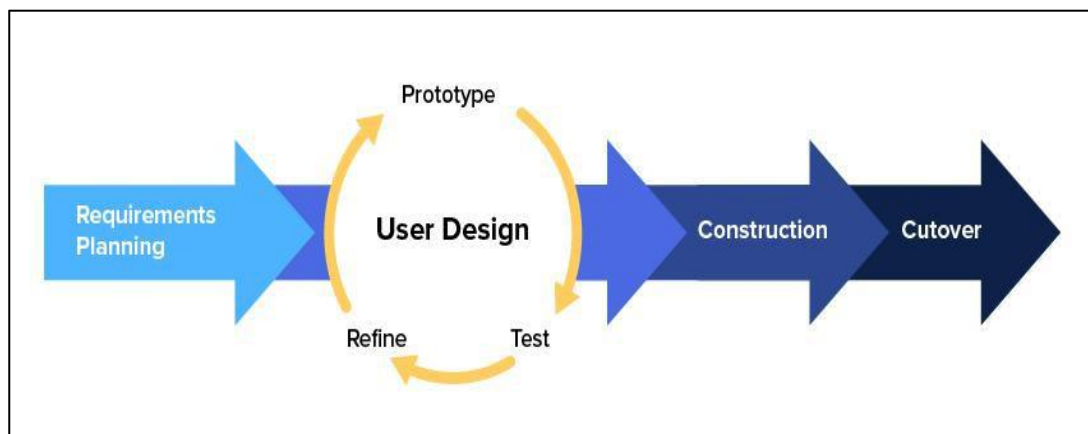 Prototype
Requirements
Planning
User Design
Construction
Cutover
Refine
Test